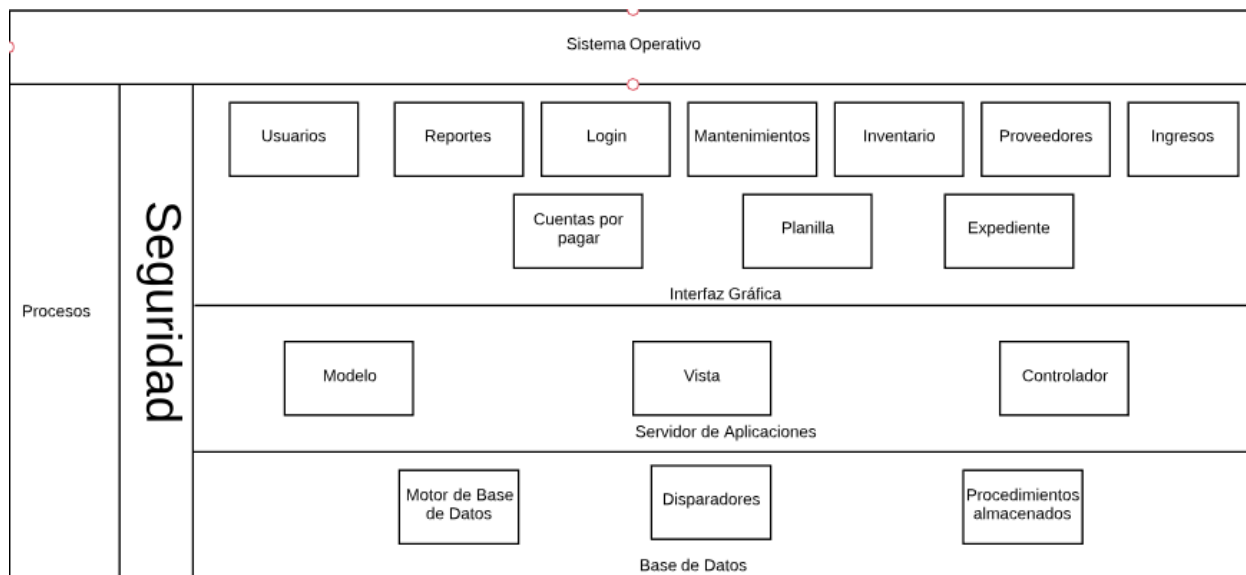 Sistema Operativo
Procesos
Seguridad
Usuarios
Reportes
Login
Mantenimientos
Inventario
Proveedores
Ingresos
Cuentas por
pagar
Planilla
Expediente
Interfaz Gráfica
Modelo
Vista
Controlador
Servidor de Aplicaciones
Motor de Base
de Datos
Disparadores
Procedimientos
almacenados
Base de Datos